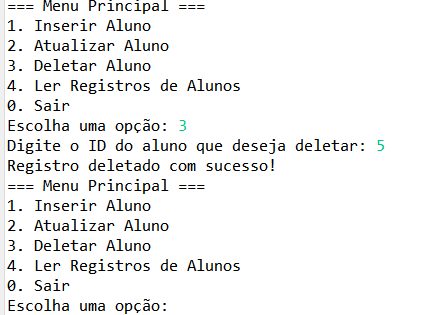 === Menu Principal ===
1. Inserir Aluno
2. Atualizar Aluno
3. Deletar Aluno
4. Ler Registros de Alunos
0. Sair
Escolha uma opção: 3
Digite o ID do aluno que deseja deletar: 5
Registro deletado com sucesso!
=== Menu Principal ===
1. Inserir Aluno
2. Atualizar Aluno
3. Deletar Aluno
4. Ler Registros de Alunos
0. Sair
Escolha uma opção: